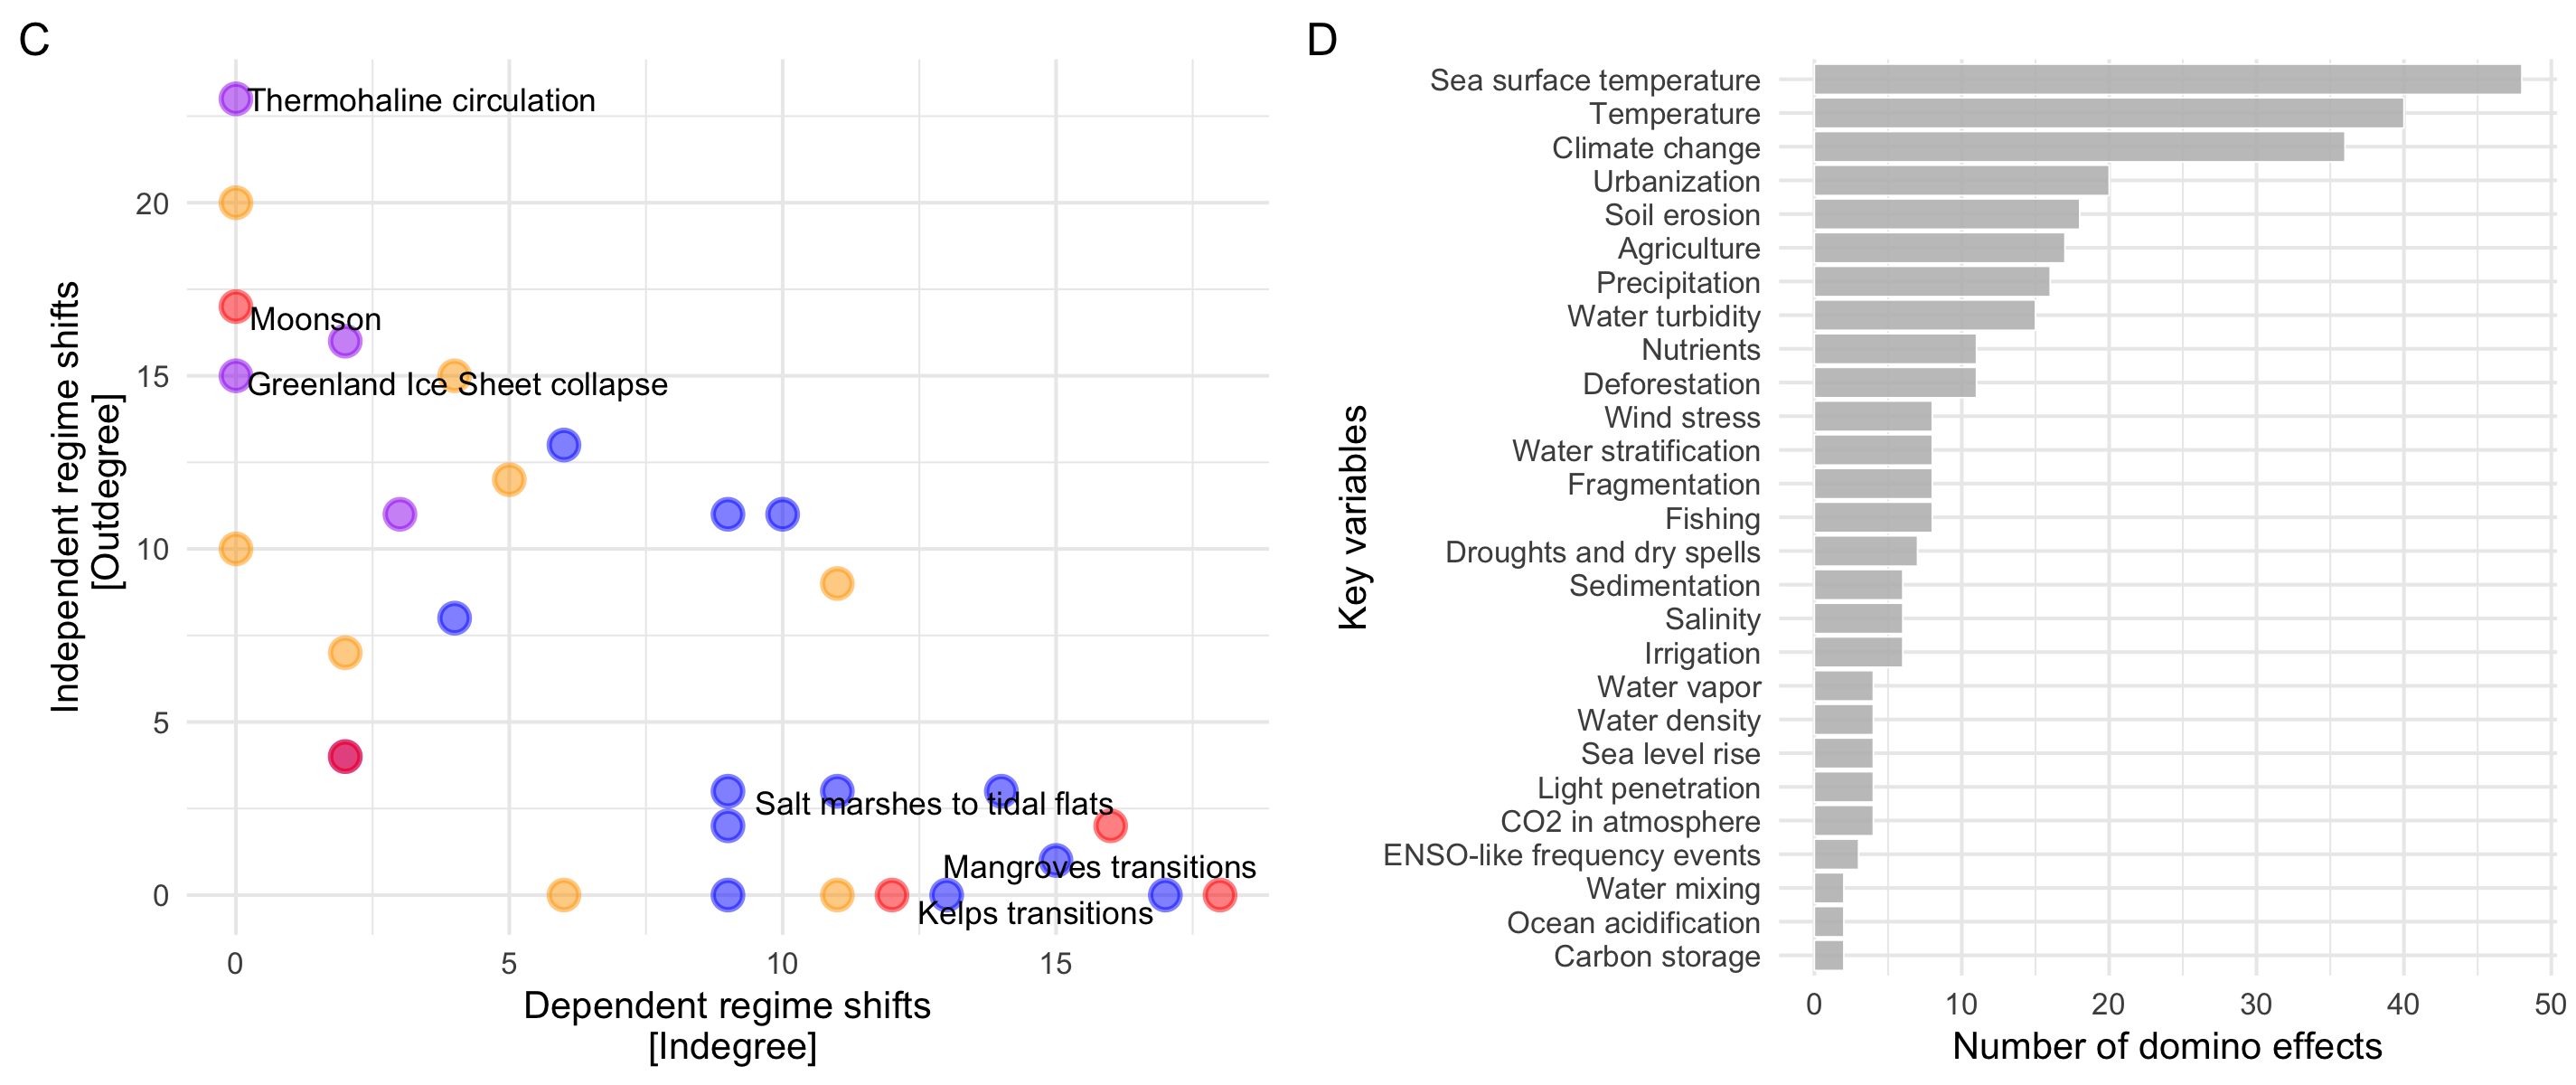 C
Thermohaline circulation
Moonson
Greenland Ice Sheet collapse
Salt marshes to tidal flats
Mangroves transitions
Kelps transitions
20
15
10
5
0
0 5 10 15
Independent regime shifts
[Outdegree]
Dependent regime shifts
[Indegree]
D
Key variables
Sea surface temperature
Temperature
Climate change
Urbanization
Soil erosion
Agriculture
Precipitation
Water turbidity
Nutrients
Deforestation
Wind stress
Water stratification
Fragmentation
Fishing
Droughts and dry spells
Sedimentation
Salinity
Irrigation
Water vapor
Water density
Sea level rise
Light penetration
CO2 in atmosphere
ENSO-like frequency events
Water mixing
Ocean acidification
Carbon storage
0 10 20 30 40 50
Number of domino effects